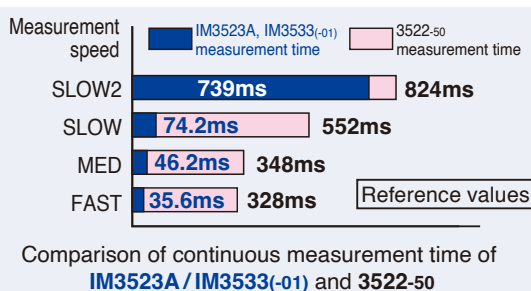 Measurement speed
IM3523A, IM3533(-01) measurement time
3522-50 measurement time
SLOW2 739ms 824ms
SLOW 74.2ms 552ms
MED 46.2ms 348ms
FAST 35.6ms 328ms
Reference values
Comparison of continuous measurement time of
IM3523A / IM3533(-01) and 3522-50